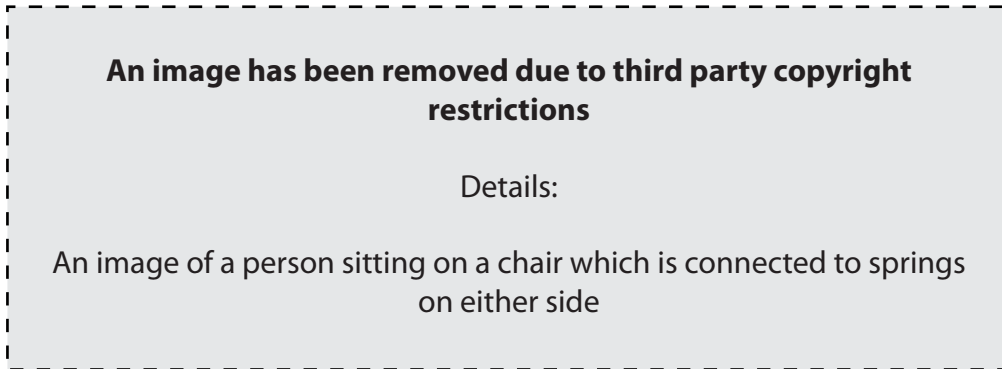 An image has been removed due to third party copyright
restrictions
Details:
An image of a person sitting on a chair which is connected to springs
on either side